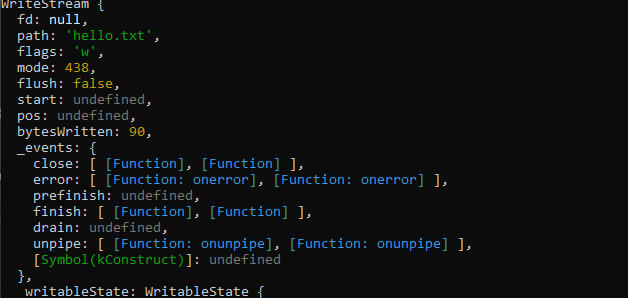 WriteStream {
fd: null,
path: 'hello.txt',
flags: 'w',
mode: 438,
flush: false,
start: undefined,
pos: undefined,
bytesWritten: 90,
_events: {
close: [ [Function], [Function] ],
error: [ [Function: onerror], [Function: onerror] ],
prefinish: undefined,
finish: [ [Function], [Function] ],
drain: undefined,
unpipe: [ [Function: onunpipe], [Function: onunpipe] ],
[Symbol(kConstruct)]: undefined
},
_writableState: WritableState {